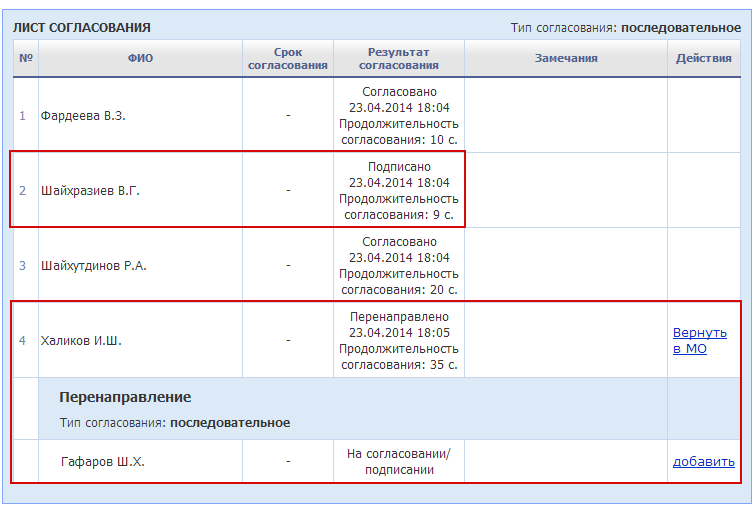 ЛИСТ СОГЛАСОВАНИЯ Тип согласования: последовательное
№ ФИО Срок согласования Результат согласования Замечания Действия
1 Фардеева В.З. - Согласовано
23.04.2014 18:04
Продолжительность
согласования: 10 с.
2 Шайхразиев В.Г. - Подписано
23.04.2014 18:04
Продолжительность
согласования: 9 с.
3 Шайхутдинов Р.А. - Согласовано
23.04.2014 18:04
Продолжительность
согласования: 20 с.
4 Халиков И.Ш. - Перенаправлено
23.04.2014 18:05
Продолжительность
согласования: 35 с.
Вернуть
в МО
Перенаправление
Тип согласования: последовательное
Гафаров Ш.Х. - На согласовании/
подписании
добавить